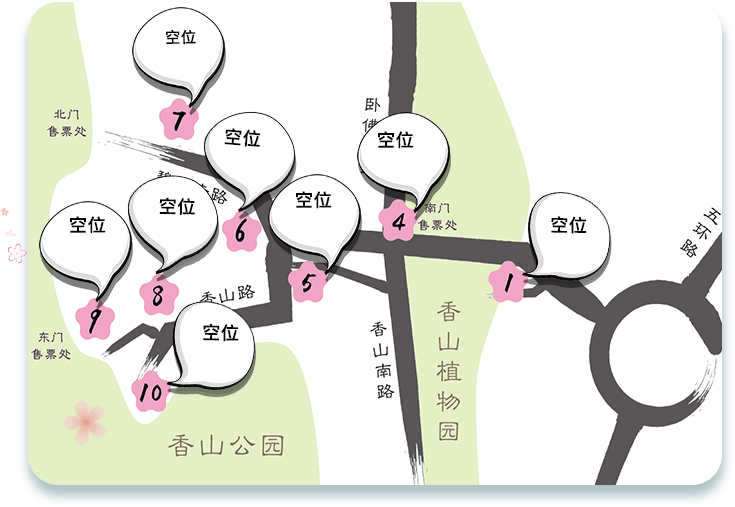 空位
7
北门
售票处
卧
佛
空位
空位
4
南门
售票处
路
6
空位
空位
5
空位
8
空位
1
五环路
空位
9
香山路
东门
售票处
空位
10
香山南路
香山植物园
香山公园